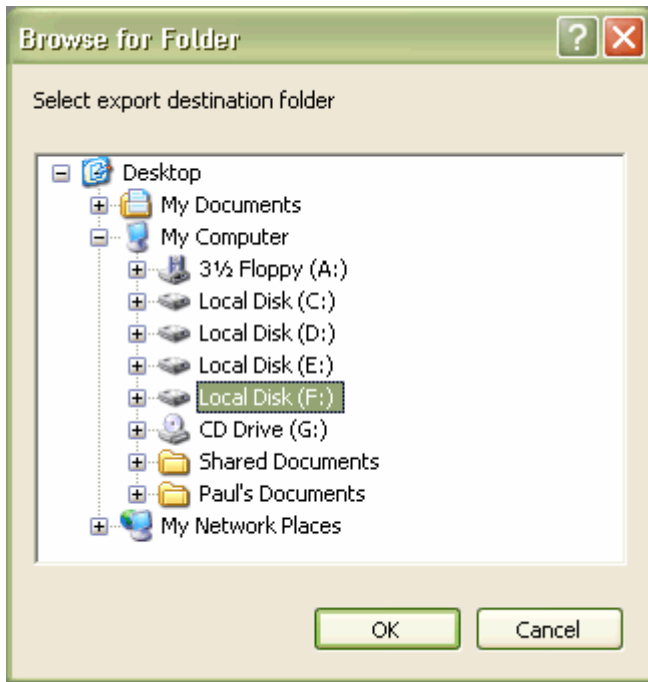 Browse for Folder
Select export destination folder
Desktop
My Documents
My Computer
3½ Floppy (A:)
Local Disk (C:)
Local Disk (D:)
Local Disk (E:)
Local Disk (F:)
CD Drive (G:)
Shared Documents
Paul's Documents
My Network Places
OK Cancel